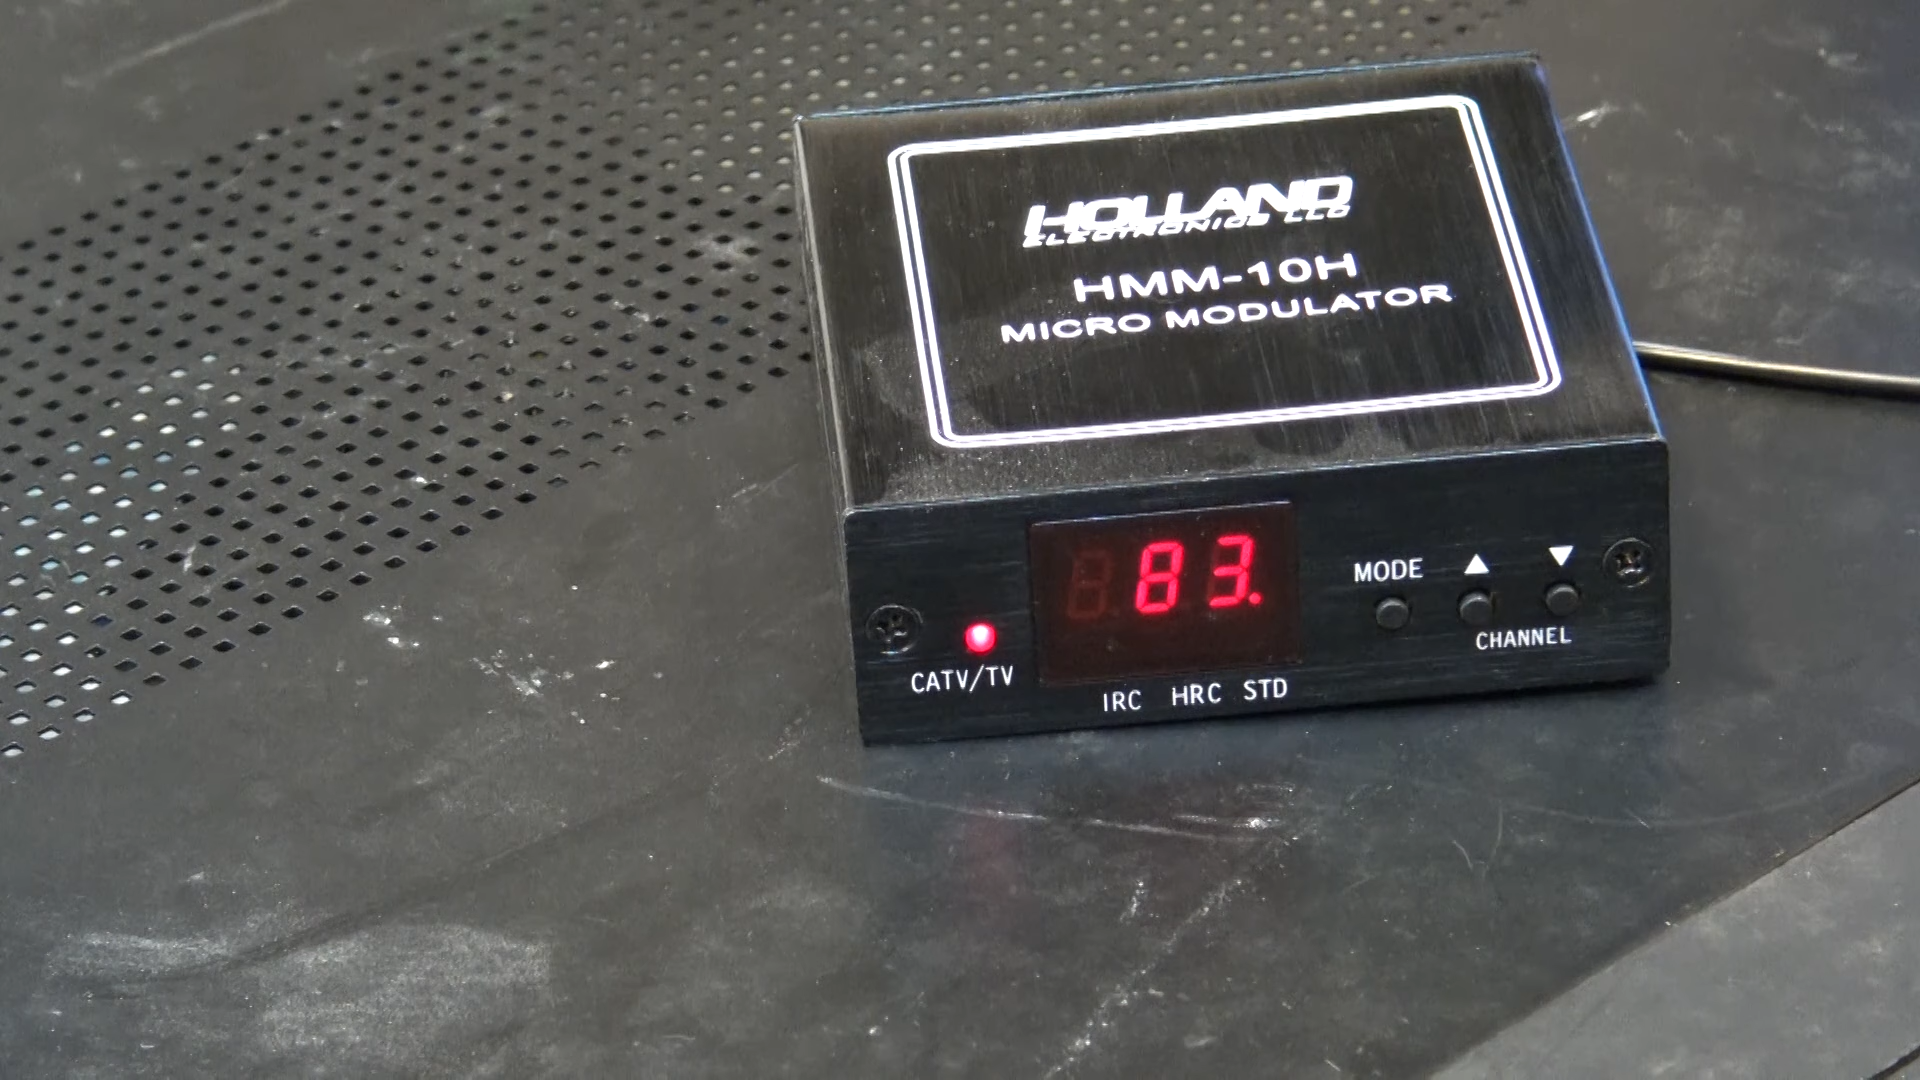 HOLLAND
ELECTRONICS LLC
HMM-10H
MICRO MODULATOR
83.
MODE ▲ ▼
CHANNEL
CATV/TV
IRC HRC STD